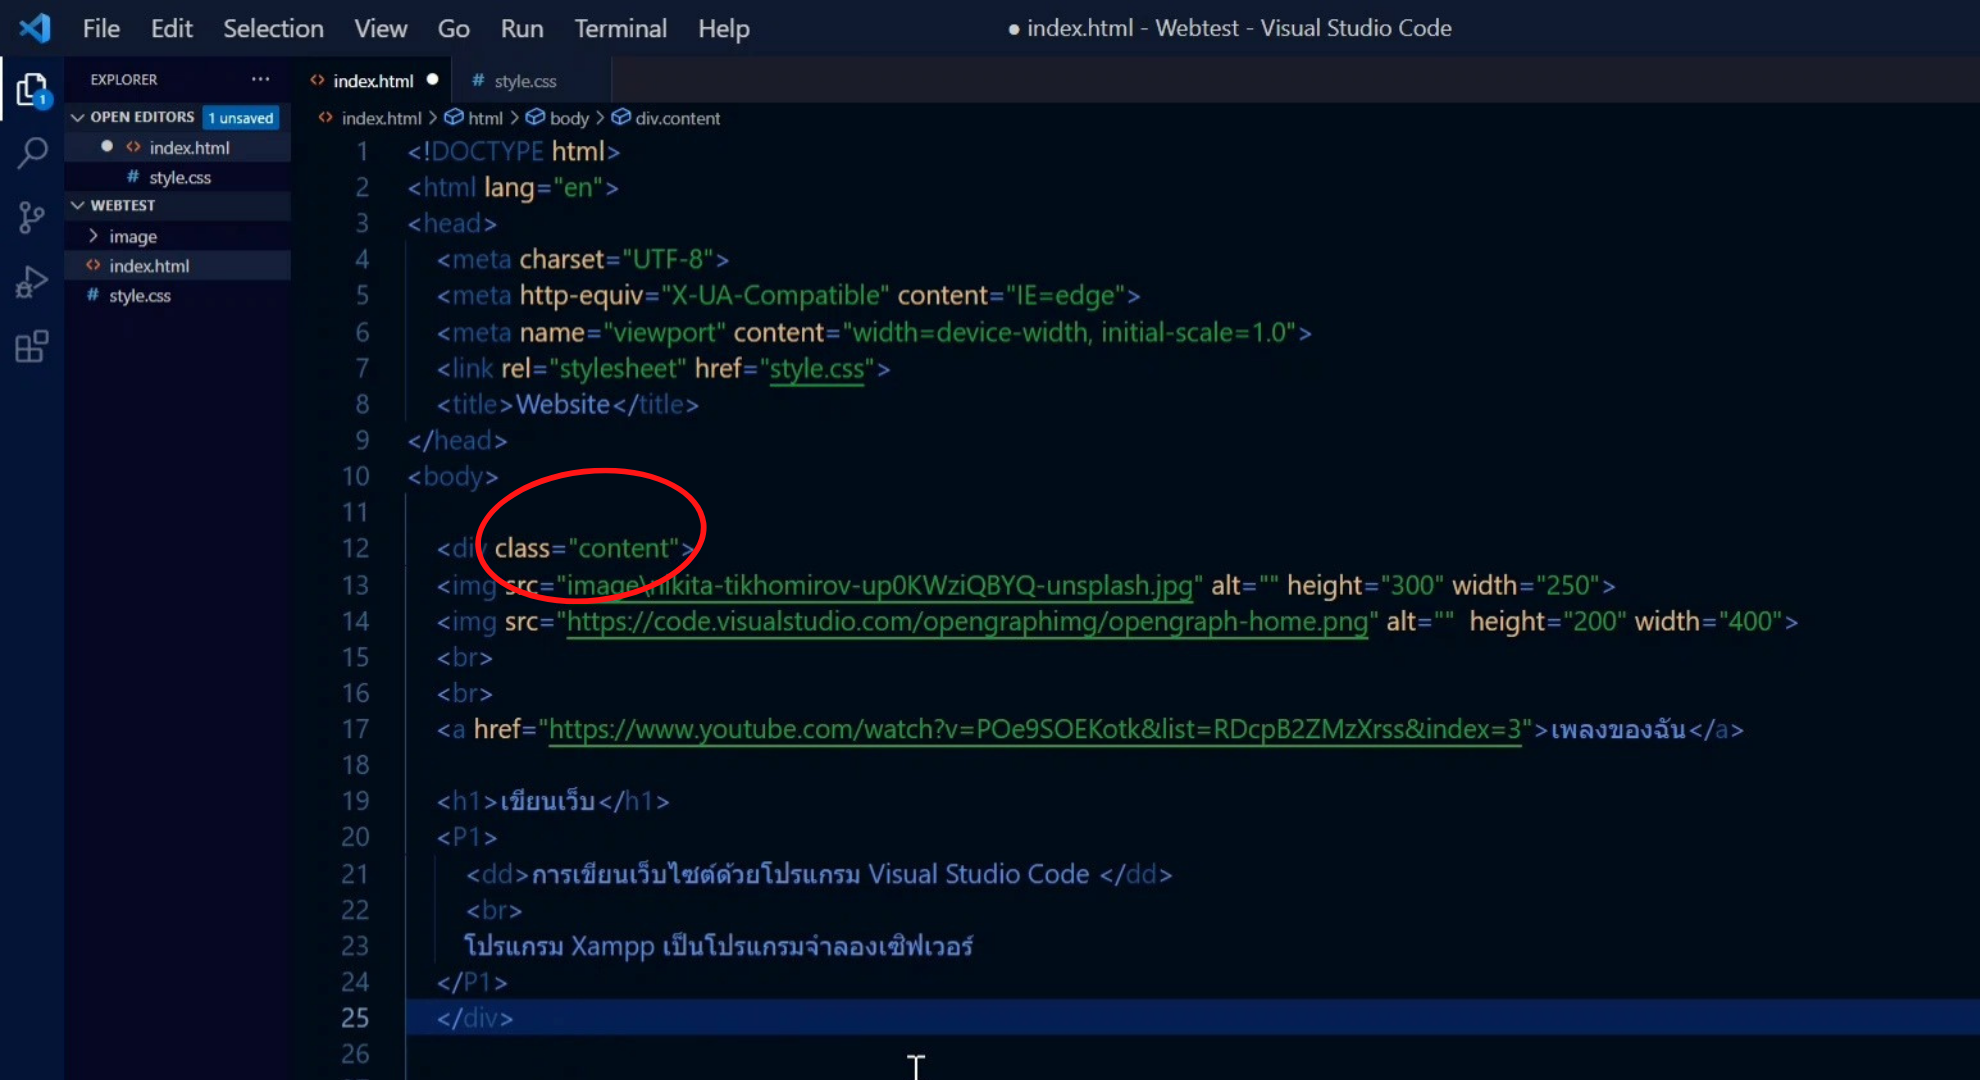 File Edit Selection View Go Run Terminal Help
● index.html - Webtest - Visual Studio Code
EXPLORER ···
index.html ●
# style.css
1
OPEN EDITORS 1 unsaved
index.html > html > body > div.content
● <> index.html
# style.css
WEBTEST
> image
<> index.html
# style.css
1 <!DOCTYPE html>
2 <html lang="en">
3 <head>
4 <meta charset="UTF-8">
5 <meta http-equiv="X-UA-Compatible" content="IE=edge">
6 <meta name="viewport" content="width=device-width, initial-scale=1.0">
7 <link rel="stylesheet" href="style.css">
8 <title>Website</title>
9 </head>
10 <body>
11
12 <div class="content">
13 <img src="image\nikita-tikhomirov-up0KWziQBYQ-unsplash.jpg" alt="" height="300" width="250">
14 <img src="https://code.visualstudio.com/opengraphimg/opengraph-home.png" alt="" height="200" width="400">
15 <br>
16 <br>
17 <a href="https://www.youtube.com/watch?v=POe9SOEKotk&list=RDcpB2ZMzXrss&index=3">เพลงของฉัน</a>
18
19 <h1>เขียนเว็บ</h1>
20 <P1>
21 <dd>การเขียนเว็บไซต์ด้วยโปรแกรม Visual Studio Code </dd>
22 <br>
23 โปรแกรม Xampp เป็นโปรแกรมจำลองเซิฟเวอร์
24 </P1>
25 </div>
26